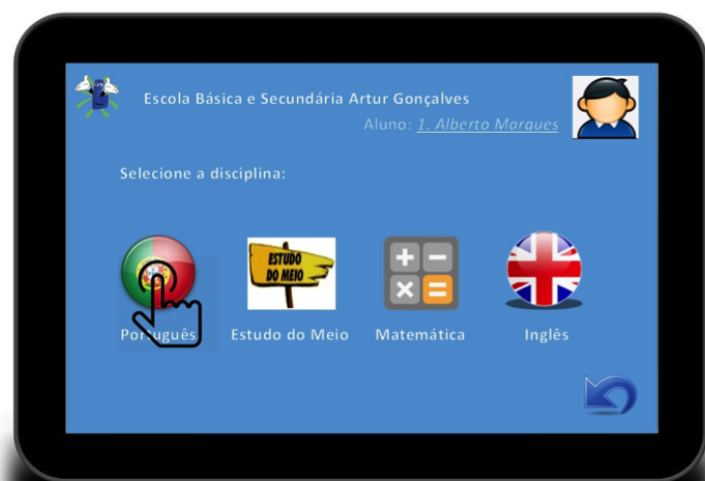 Escola Básica e Secundária Artur Gonçalves
Aluno: 1. Alberto Marques
Selecione a disciplina:
ESTUDO
DO MEIO
Português
Estudo do Meio
Matemática
Inglês